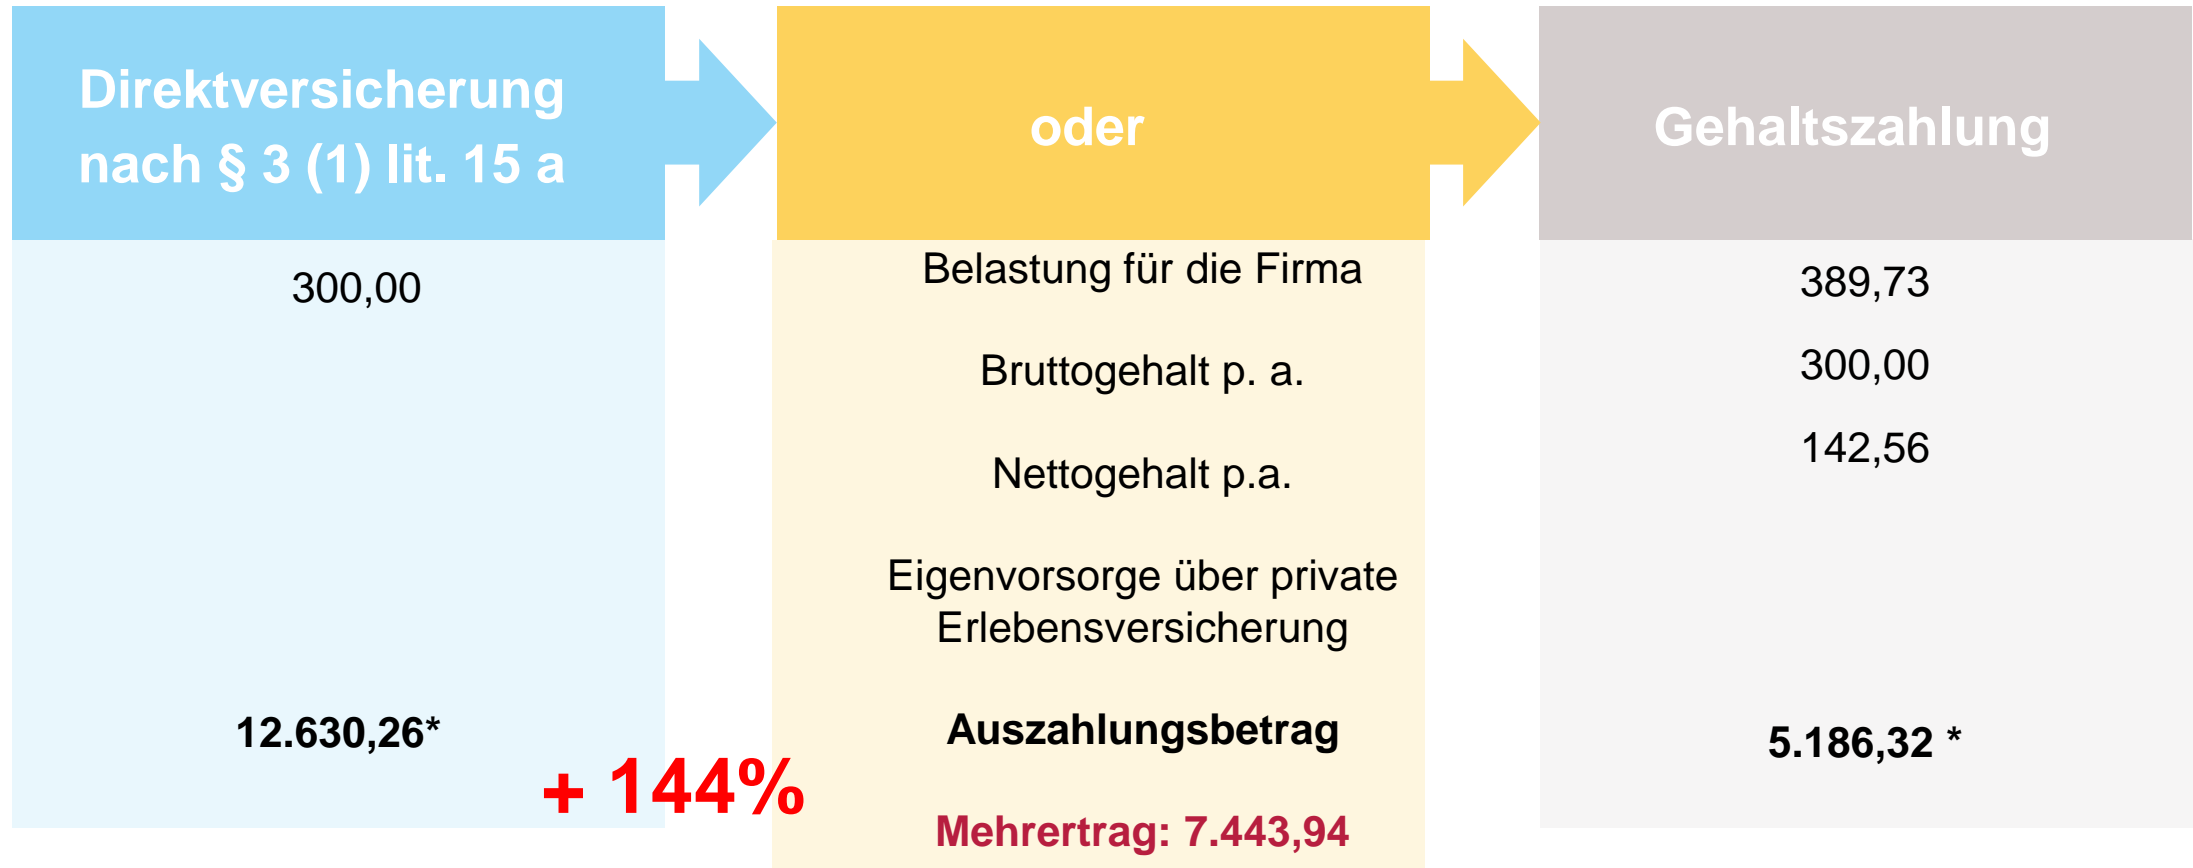 Direktversicherung
nach § 3 (1) lit. 15 a
oder
Gehaltszahlung
300,00
Belastung für die Firma
389,73
Bruttogehalt p. a.
300,00
Nettogehalt p.a.
142,56
Eigenvorsorge über private
Erlebensversicherung
12.630,26*
Auszahlungsbetrag
5.186,32 *
+ 144%
Mehrertrag: 7.443,94